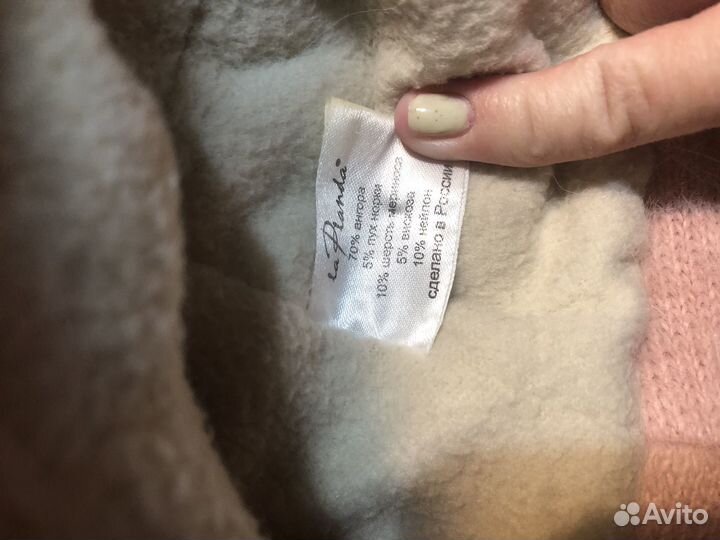 la Planda
70% ангора
5% пух норки
10% шерсть мериноса
5% вискоза
10% нейлон
сделано в России
Avito